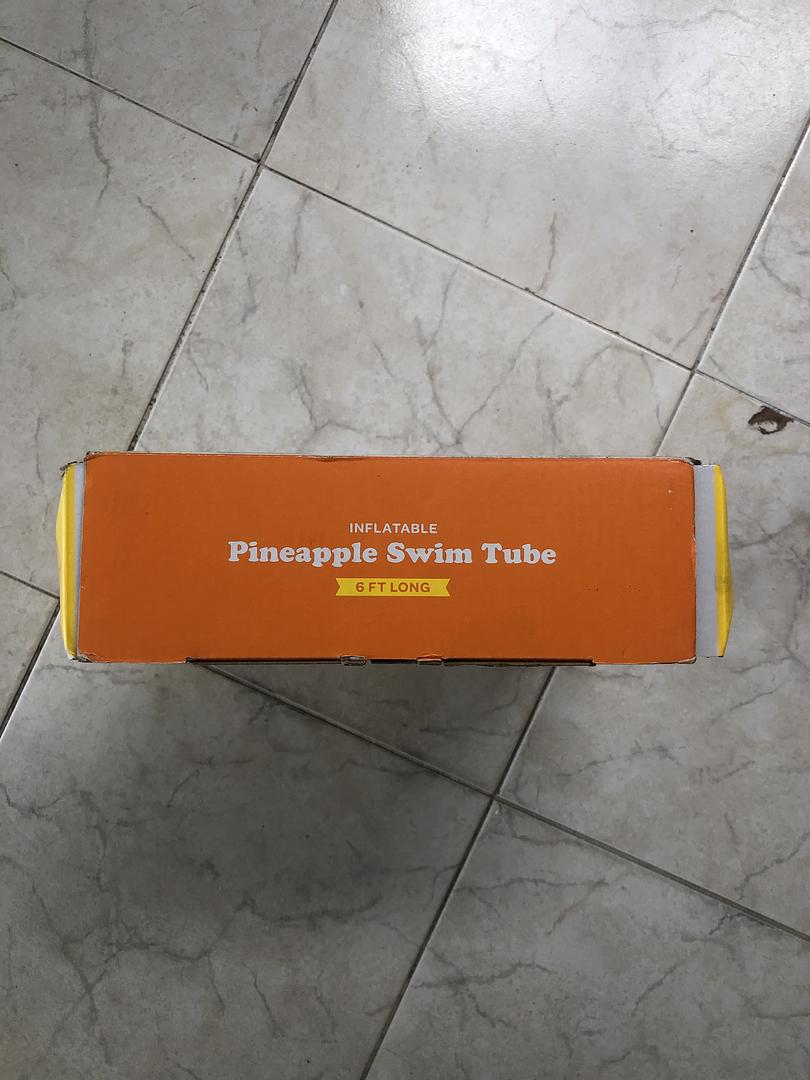 INFLATABLE
Pineapple Swim Tube
6 FT LONG